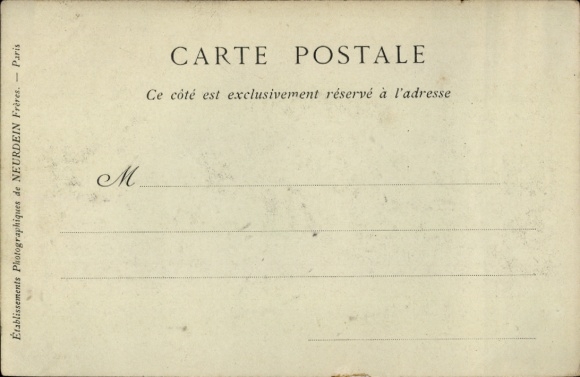 CARTE POSTALE
Ce côté est exclusivement réservé à l'adresse
M
Établissements Photographiques de NEURDEIN Frères. — Paris